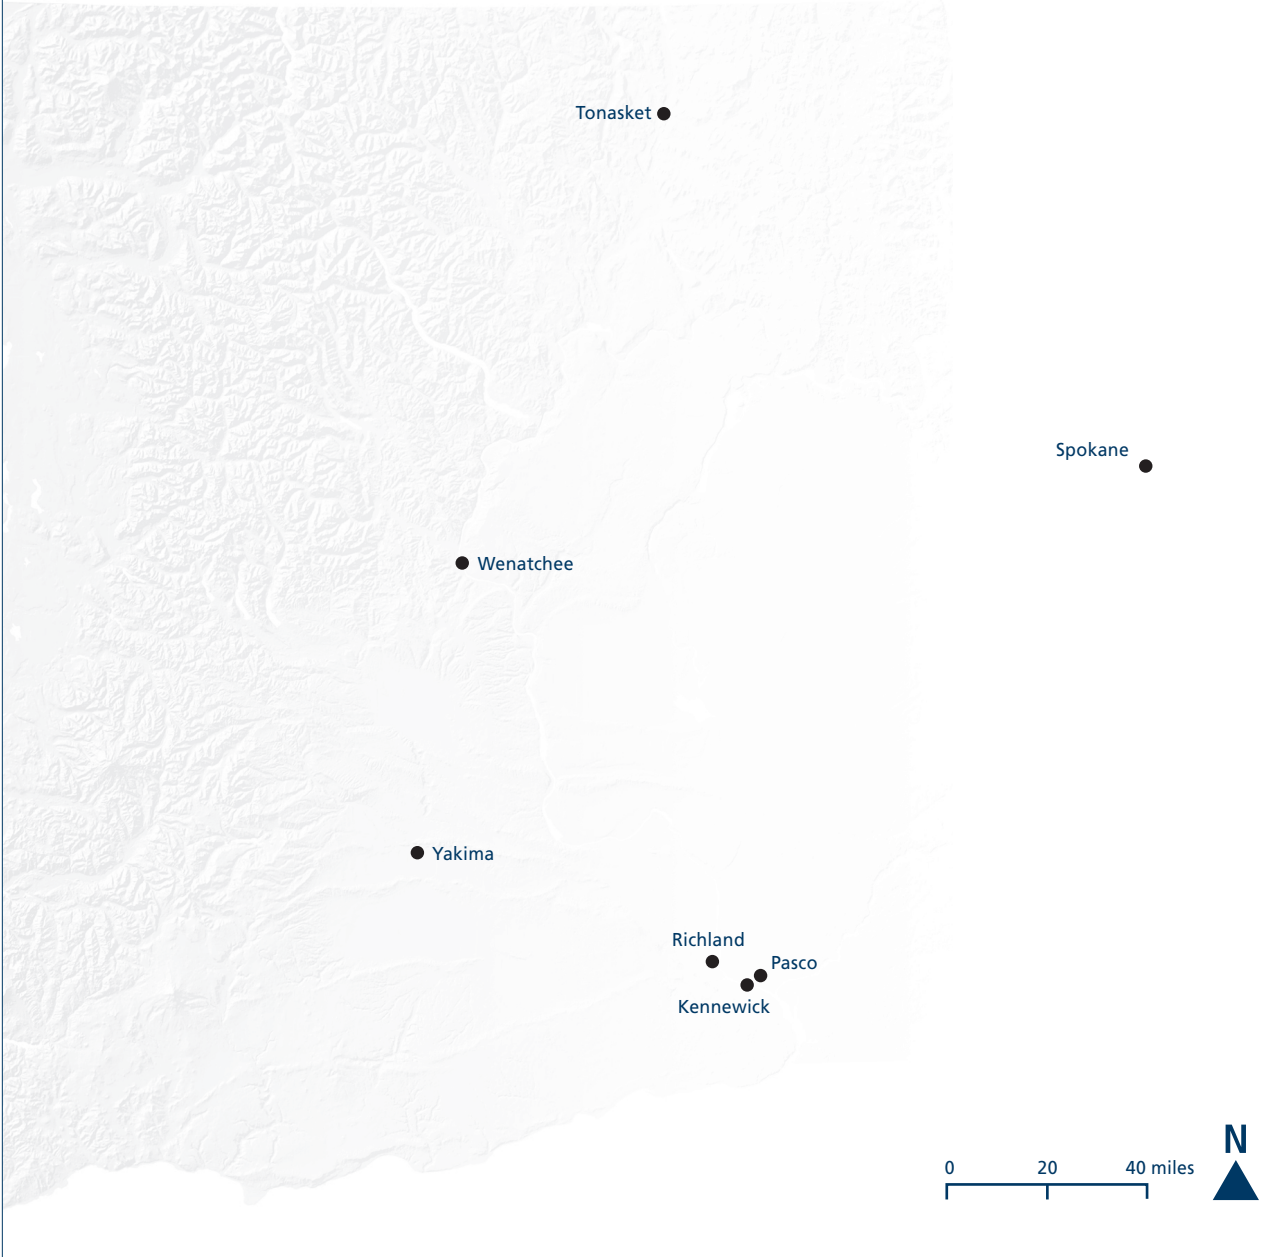 Tonasket
Spokane
Wenatchee
Yakima
Richland
Pasco
Kennewick
N
0 20 40 miles